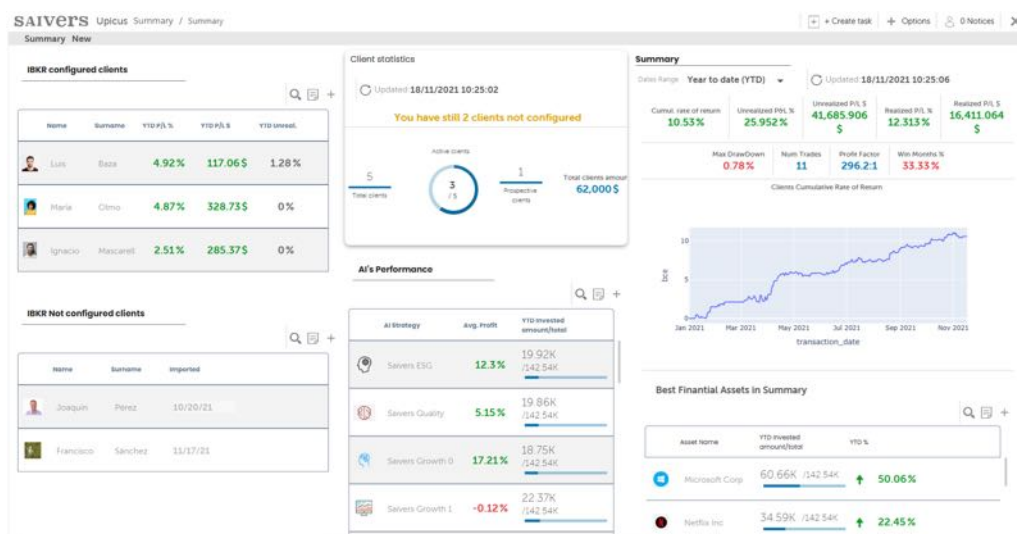 SAIVERS Upicus Summary / Summary
+ Create task
Options
0 Notices
Summary New
IBKR configured clients
Name Surname YTD P/L % YTD P/L $ YTD Unreal.
Luis Baza 4.92% 117.06$ 1.28%
Maria Olmo 4.87% 328.73$ 0%
Ignacio Mascarell 2.51% 285.37$ 0%
IBKR Not configured clients
Name Surname Imported
Joaquin Pérez 10/20/21
Francisco Sánchez 11/17/21
Client statistics
Updated 18/11/2021 10:25:02
You have still 2 clients not configured
Active clients
5
Total clients
3
/ 5
1
Prospective
clients
Total clients amour
62,000$
AI's Performance
AI Strategy Avg. Profit YTD Invested
amount/total
Saivers ESG 12.3% 19.92K
/142.54K
Saivers Quality 5.15% 19.86K
/142.54K
Saivers Growth 0 17.21% 18.75K
/142.54K
Saivers Growth 1 -0.12% 22.37K
/142.54K
Summary
Dates Range Year to date (YTD) Updated 18/11/2021 10:25:06
Cumul. rate of return
10.53%
Unrealized P&L %
25.952%
Unrealized P/L $
41,685.906
$
Realized P/L %
12.313%
Realized P/L $
16,411.064
$
Max DrawDown
0.78%
Num Trades
11
Profit Factor
296.2:1
Win Months %
33.33%
Clients Cumulative Rate of Return
bce
10
5
0
Jan 2021 Mar 2021 May 2021 Jul 2021 Sep 2021 Nov 2021
transaction_date
Best Finantial Assets in Summary
Asset Name YTD Invested
amount/total YTD %
Microsoft Corp 60.66K /142.54K 50.06%
Netflix Inc 34.59K /142.54K 22.45%